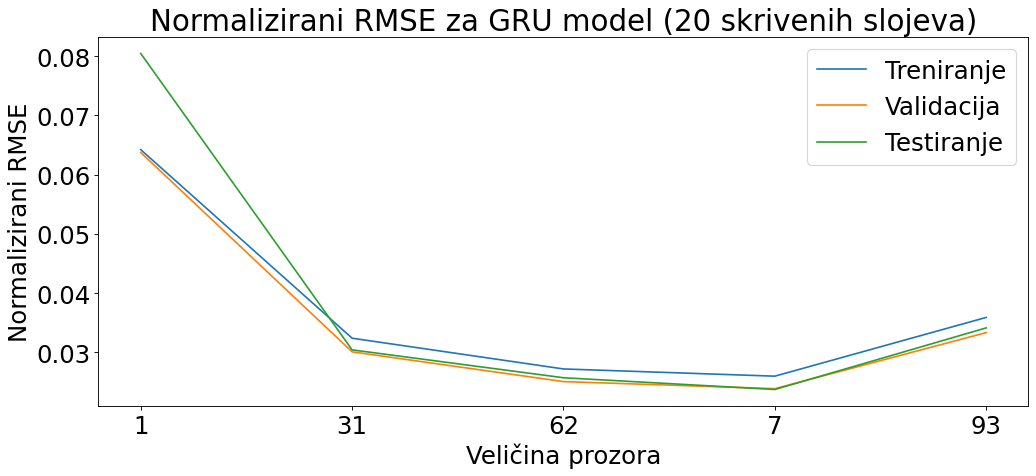 Normalizirani RMSE za GRU model (20 skrivenih slojeva)
Normalizirani RMSE
0.08
0.07
0.06
0.05
0.04
0.03
Treniranje
Validacija
Testiranje
1 31 62 7 93
Veličina prozora